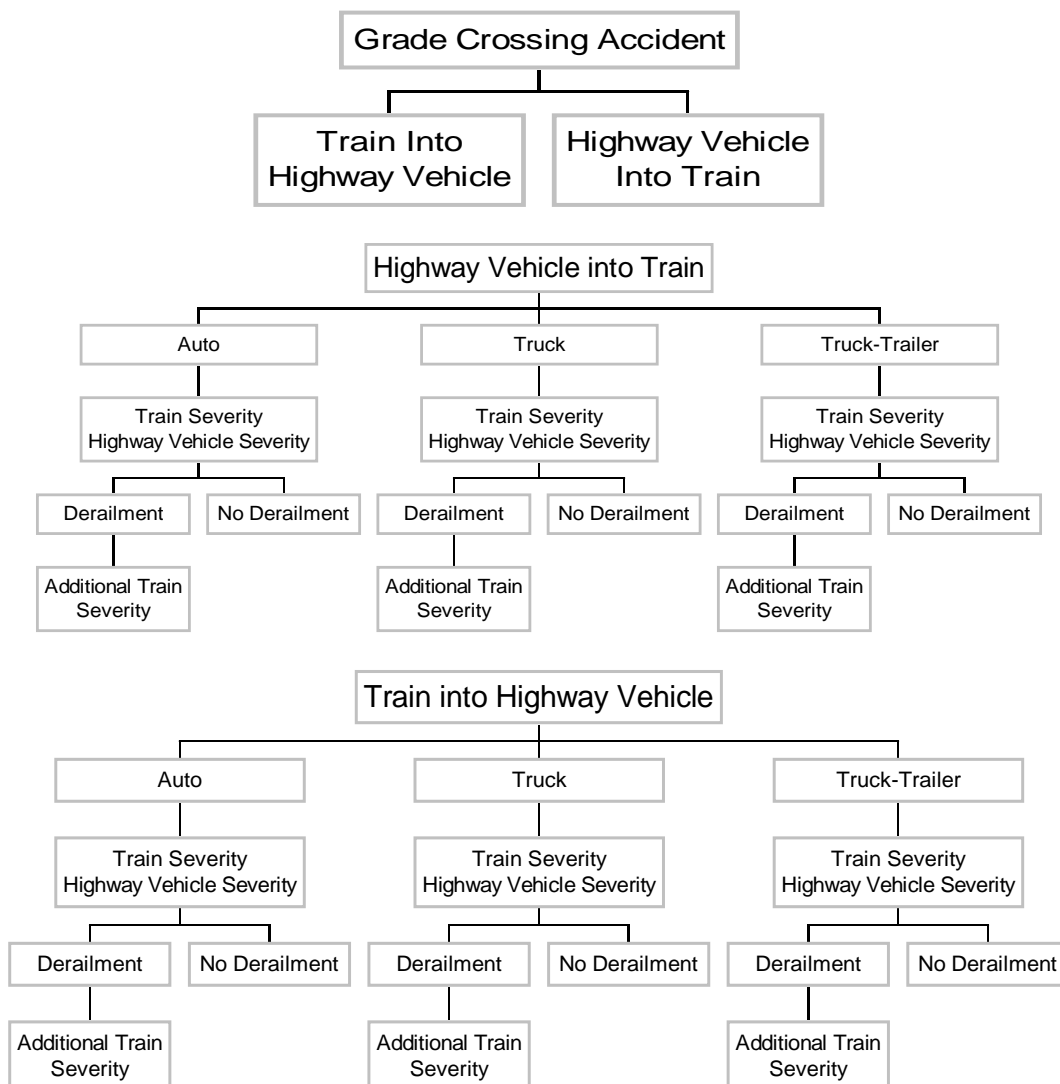 Grade Crossing Accident
Train Into
Highway Vehicle
Highway Vehicle
Into Train
Highway Vehicle into Train
Auto
Truck
Truck-Trailer
Train Severity
Highway Vehicle Severity
Train Severity
Highway Vehicle Severity
Train Severity
Highway Vehicle Severity
Derailment
No Derailment
Derailment
No Derailment
Derailment
No Derailment
Additional Train
Severity
Additional Train
Severity
Additional Train
Severity
Train into Highway Vehicle
Auto
Truck
Truck-Trailer
Train Severity
Highway Vehicle Severity
Train Severity
Highway Vehicle Severity
Train Severity
Highway Vehicle Severity
Derailment
No Derailment
Derailment
No Derailment
Derailment
No Derailment
Additional Train
Severity
Additional Train
Severity
Additional Train
Severity